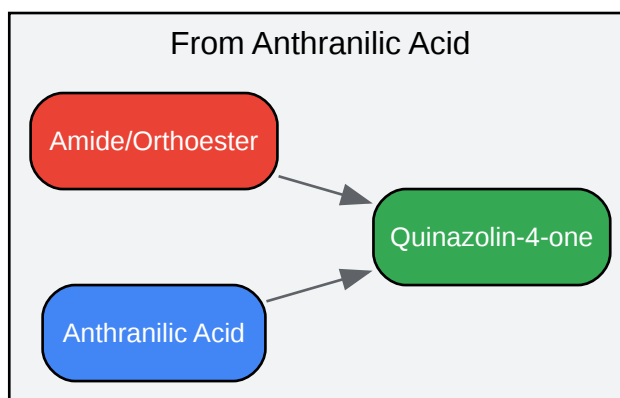 From Anthranilic Acid
Amide/Orthoester
Quinazolin-4-one
Anthranilic Acid